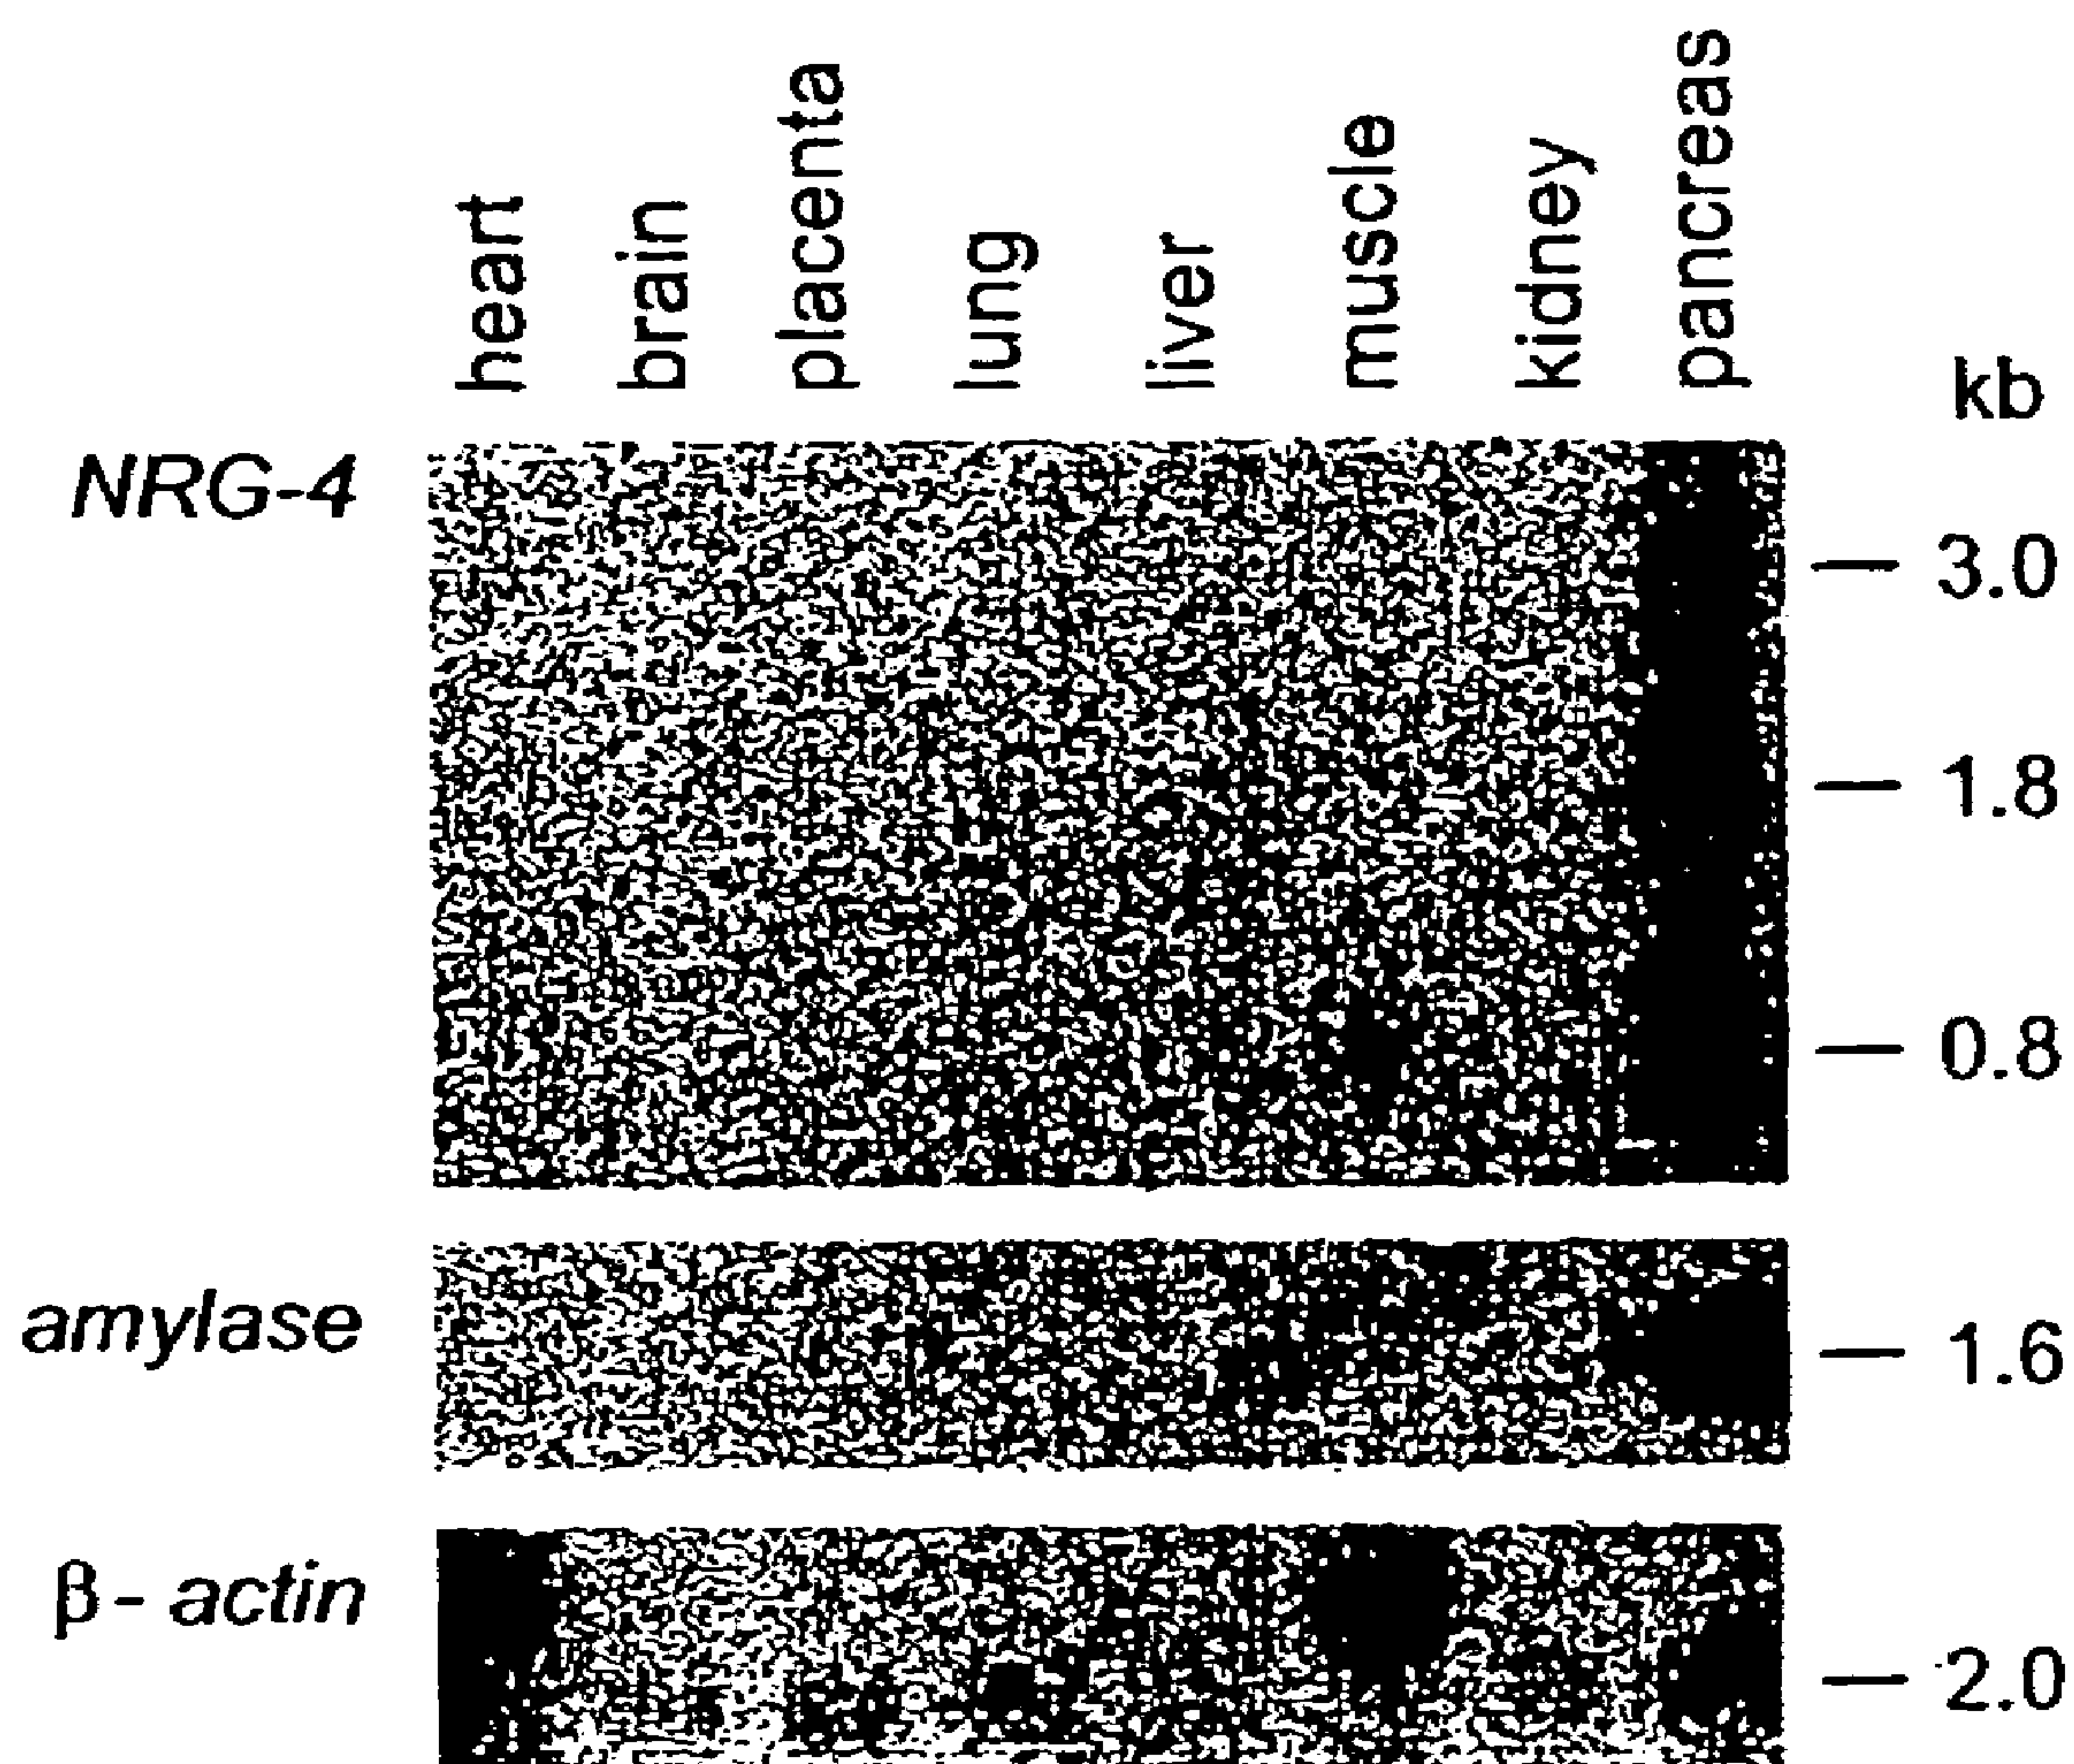 heart
brain
placenta
lung
liver
muscle
kidney
pancreas
kb
NRG-4
3.0
1.8
0.8
amylase
1.6
β- actin
2.0